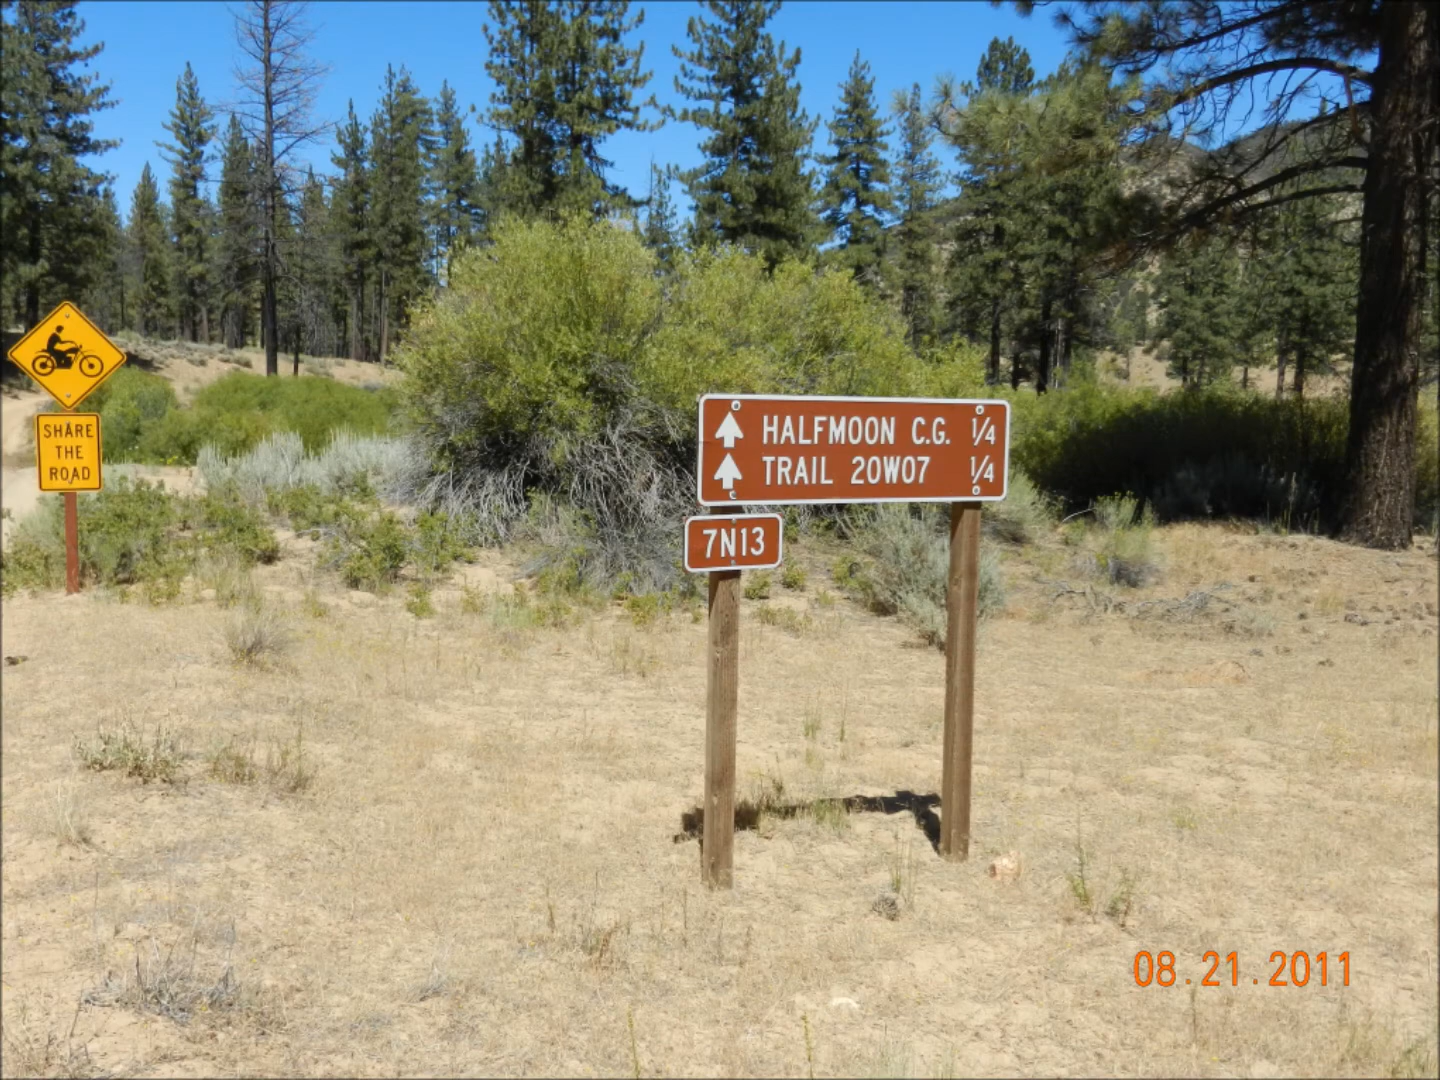 SHARE
THE
ROAD
HALFMOON C.G. 1/4
TRAIL 20W07 1/4
7N13
08.21.2011